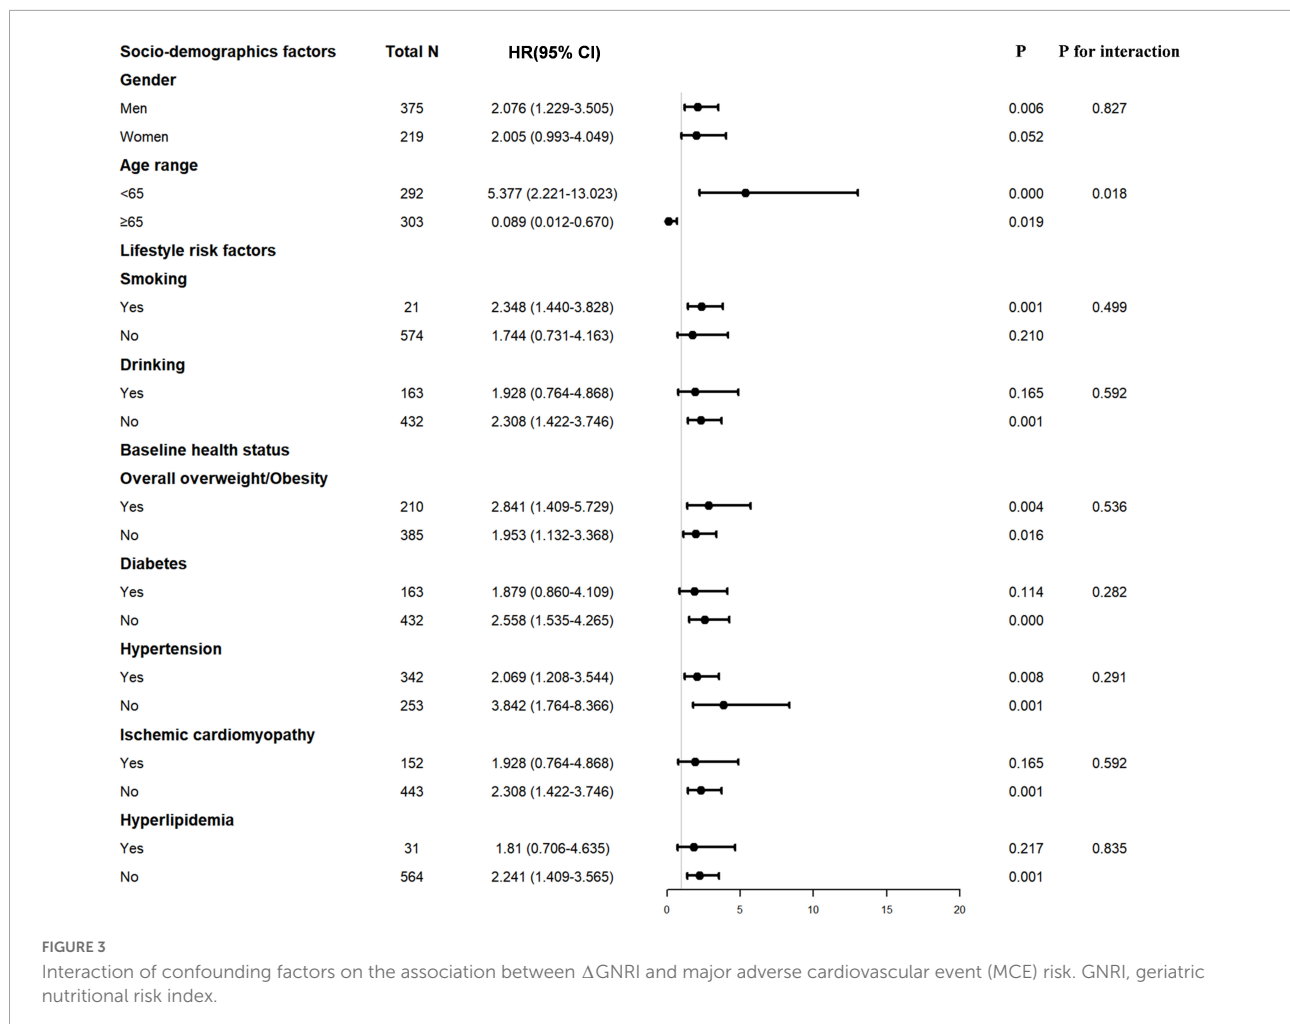 Socio-demographics factors Total N HR(95% CI) P P for interaction
Gender
Men 375 2.076 (1.229-3.505) 0.006 0.827
Women 219 2.005 (0.993-4.049) 0.052
Age range
<65 292 5.377 (2.221-13.023) 0.000 0.018
≥65 303 0.089 (0.012-0.670) 0.019
Lifestyle risk factors
Smoking
Yes 21 2.348 (1.440-3.828) 0.001 0.499
No 574 1.744 (0.731-4.163) 0.210
Drinking
Yes 163 1.928 (0.764-4.868) 0.165 0.592
No 432 2.308 (1.422-3.746) 0.001
Baseline health status
Overall overweight/Obesity
Yes 210 2.841 (1.409-5.729) 0.004 0.536
No 385 1.953 (1.132-3.368) 0.016
Diabetes
Yes 163 1.879 (0.860-4.109) 0.114 0.282
No 432 2.558 (1.535-4.265) 0.000
Hypertension
Yes 342 2.069 (1.208-3.544) 0.008 0.291
No 253 3.842 (1.764-8.366) 0.001
Ischemic cardiomyopathy
Yes 152 1.928 (0.764-4.868) 0.165 0.592
No 443 2.308 (1.422-3.746) 0.001
Hyperlipidemia
Yes 31 1.81 (0.706-4.635) 0.217 0.835
No 564 2.241 (1.409-3.565) 0.001
0 5 10 15 20
FIGURE 3
Interaction of confounding factors on the association between ΔGNRI and major adverse cardiovascular event (MCE) risk. GNRI, geriatric
nutritional risk index.